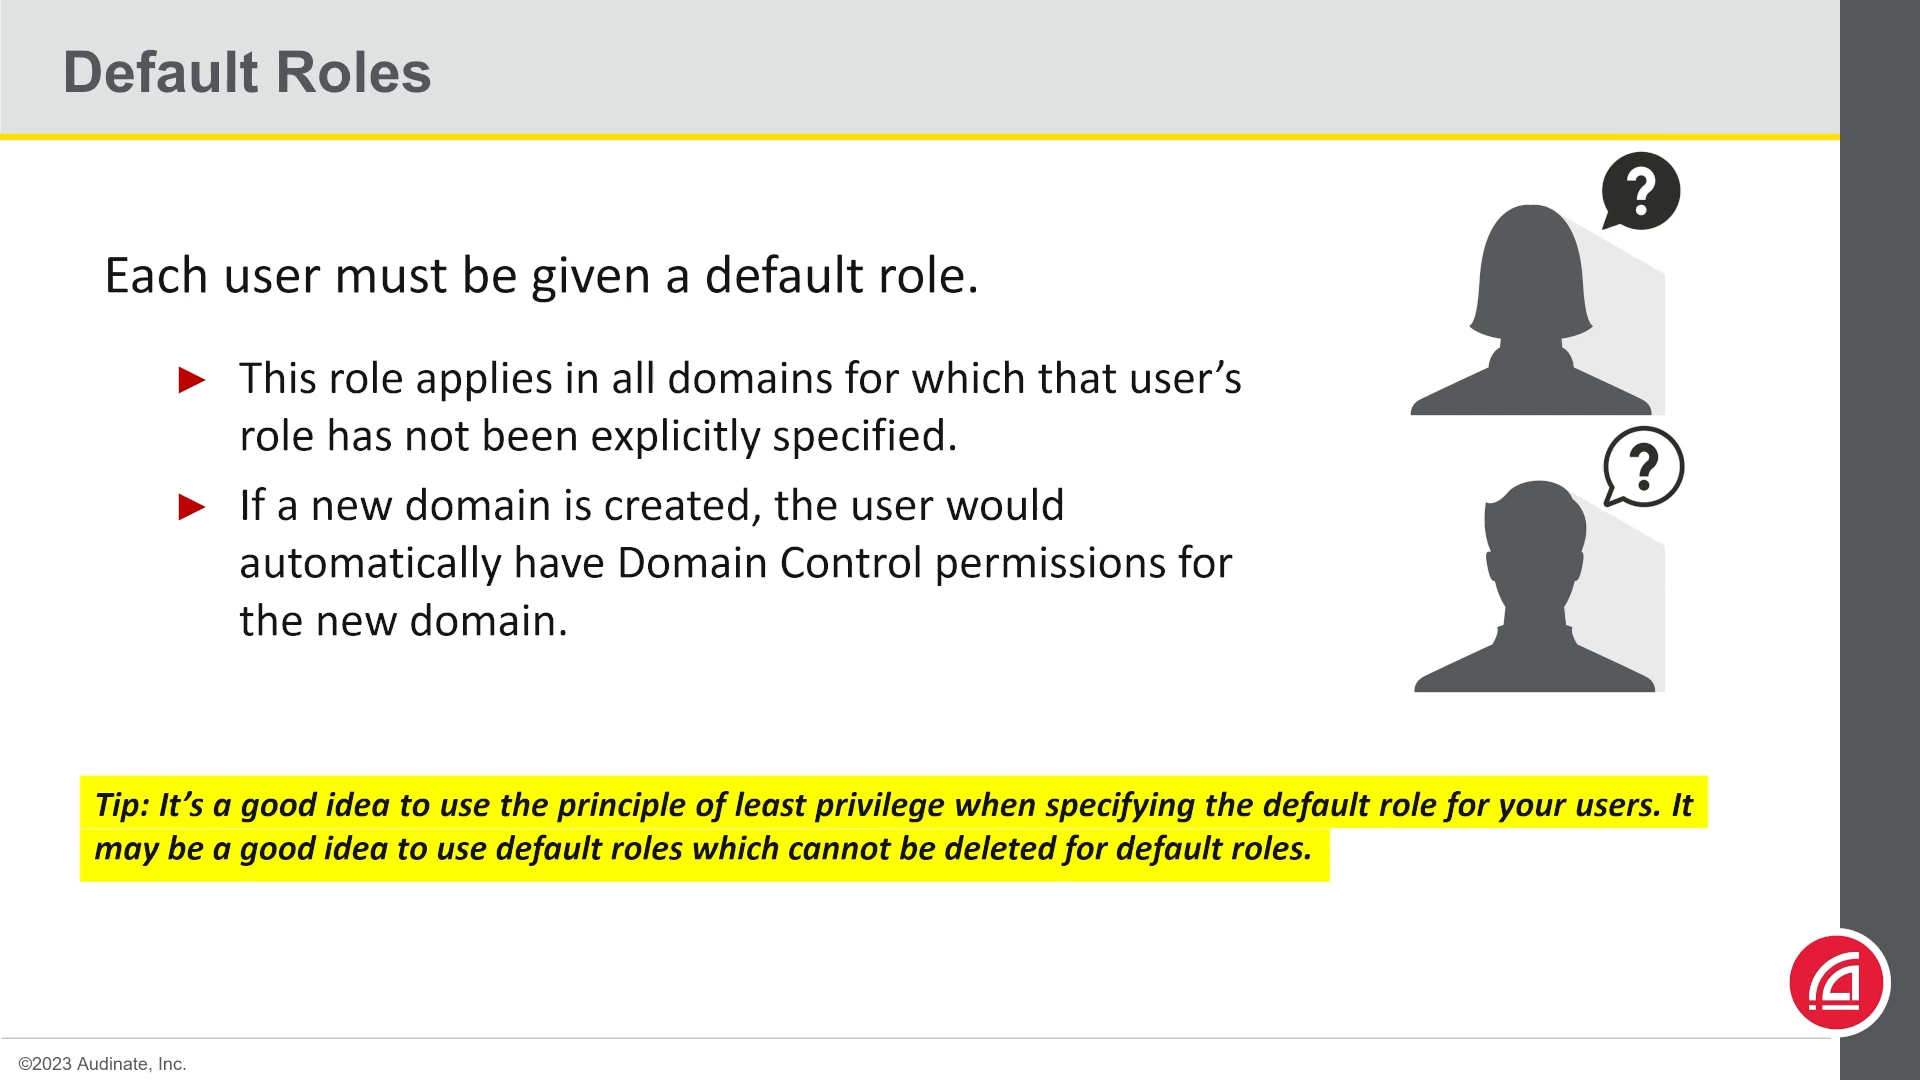 Default Roles
?
Each user must be given a default role.
► This role applies in all domains for which that user’s
role has not been explicitly specified.
?
► If a new domain is created, the user would
automatically have Domain Control permissions for
the new domain.
Tip: It’s a good idea to use the principle of least privilege when specifying the default role for your users. It
may be a good idea to use default roles which cannot be deleted for default roles.
©2023 Audinate, Inc.